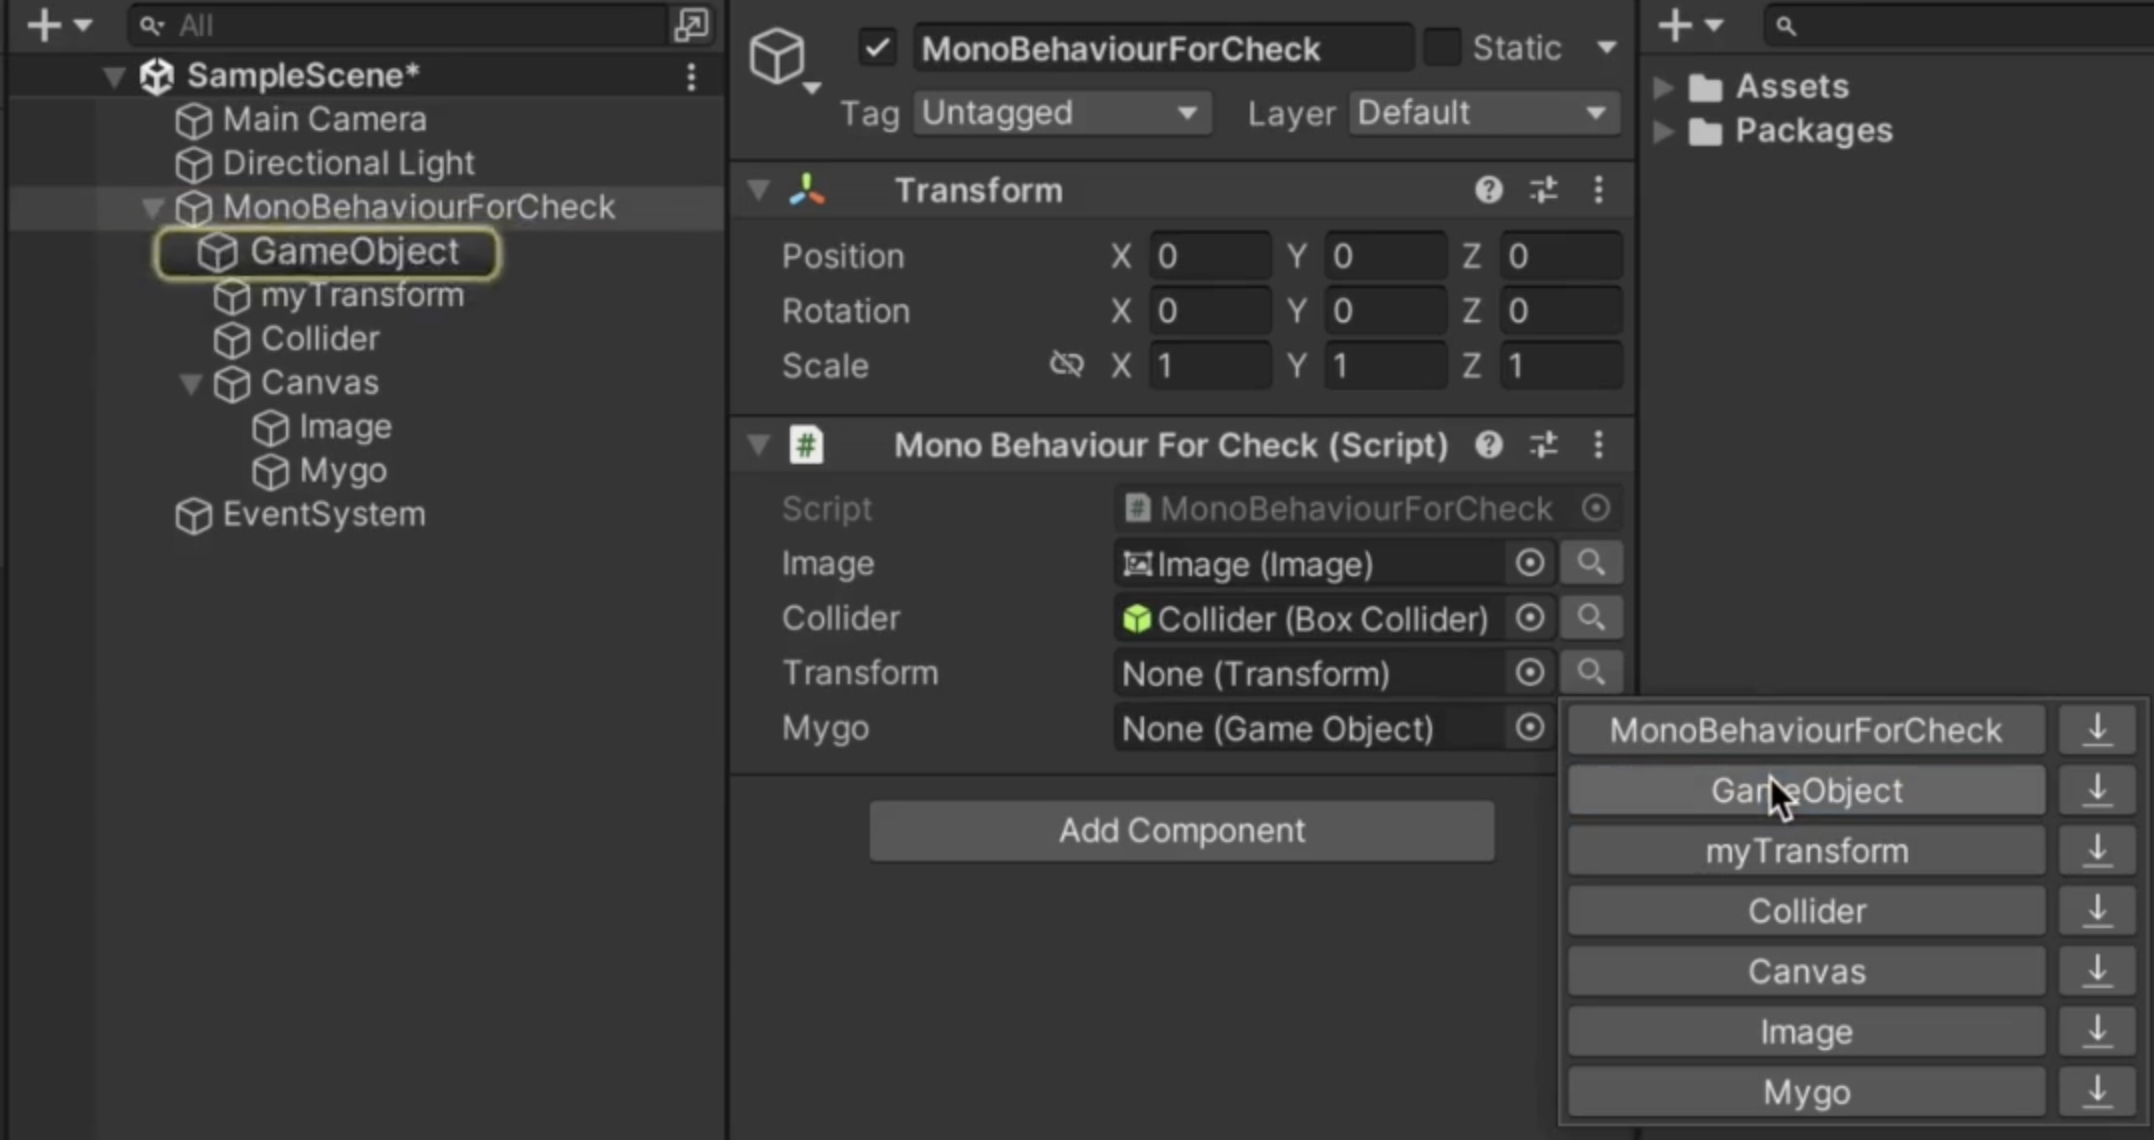 All
SampleScene*
Main Camera
Directional Light
MonoBehaviourForCheck
GameObject
myTransform
Collider
Canvas
Image
Mygo
EventSystem
MonoBehaviourForCheck Static
Tag Untagged Layer Default
Transform
Position X 0 Y 0 Z 0
Rotation X 0 Y 0 Z 0
Scale X 1 Y 1 Z 1
# Mono Behaviour For Check (Script)
Script # MonoBehaviourForCheck
Image Image (Image)
Collider Collider (Box Collider)
Transform None (Transform)
Mygo None (Game Object)
Add Component
Assets
Packages
MonoBehaviourForCheck
GameObject
myTransform
Collider
Canvas
Image
Mygo